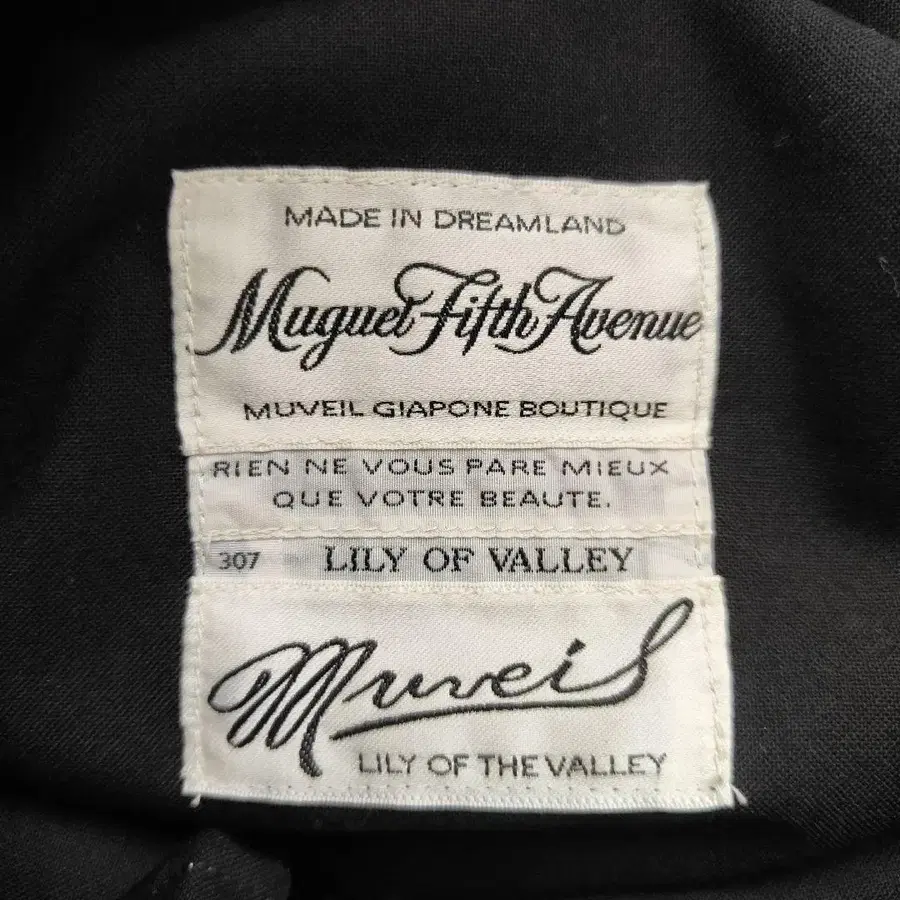 MADE IN DREAMLAND
Muguet Fifth Avenue
MUVEIL GIAPONE BOUTIQUE
RIEN NE VOUS PARE MIEUX
QUE VOTRE BEAUTE.
307 LILY OF VALLEY
Muveil
LILY OF THE VALLEY